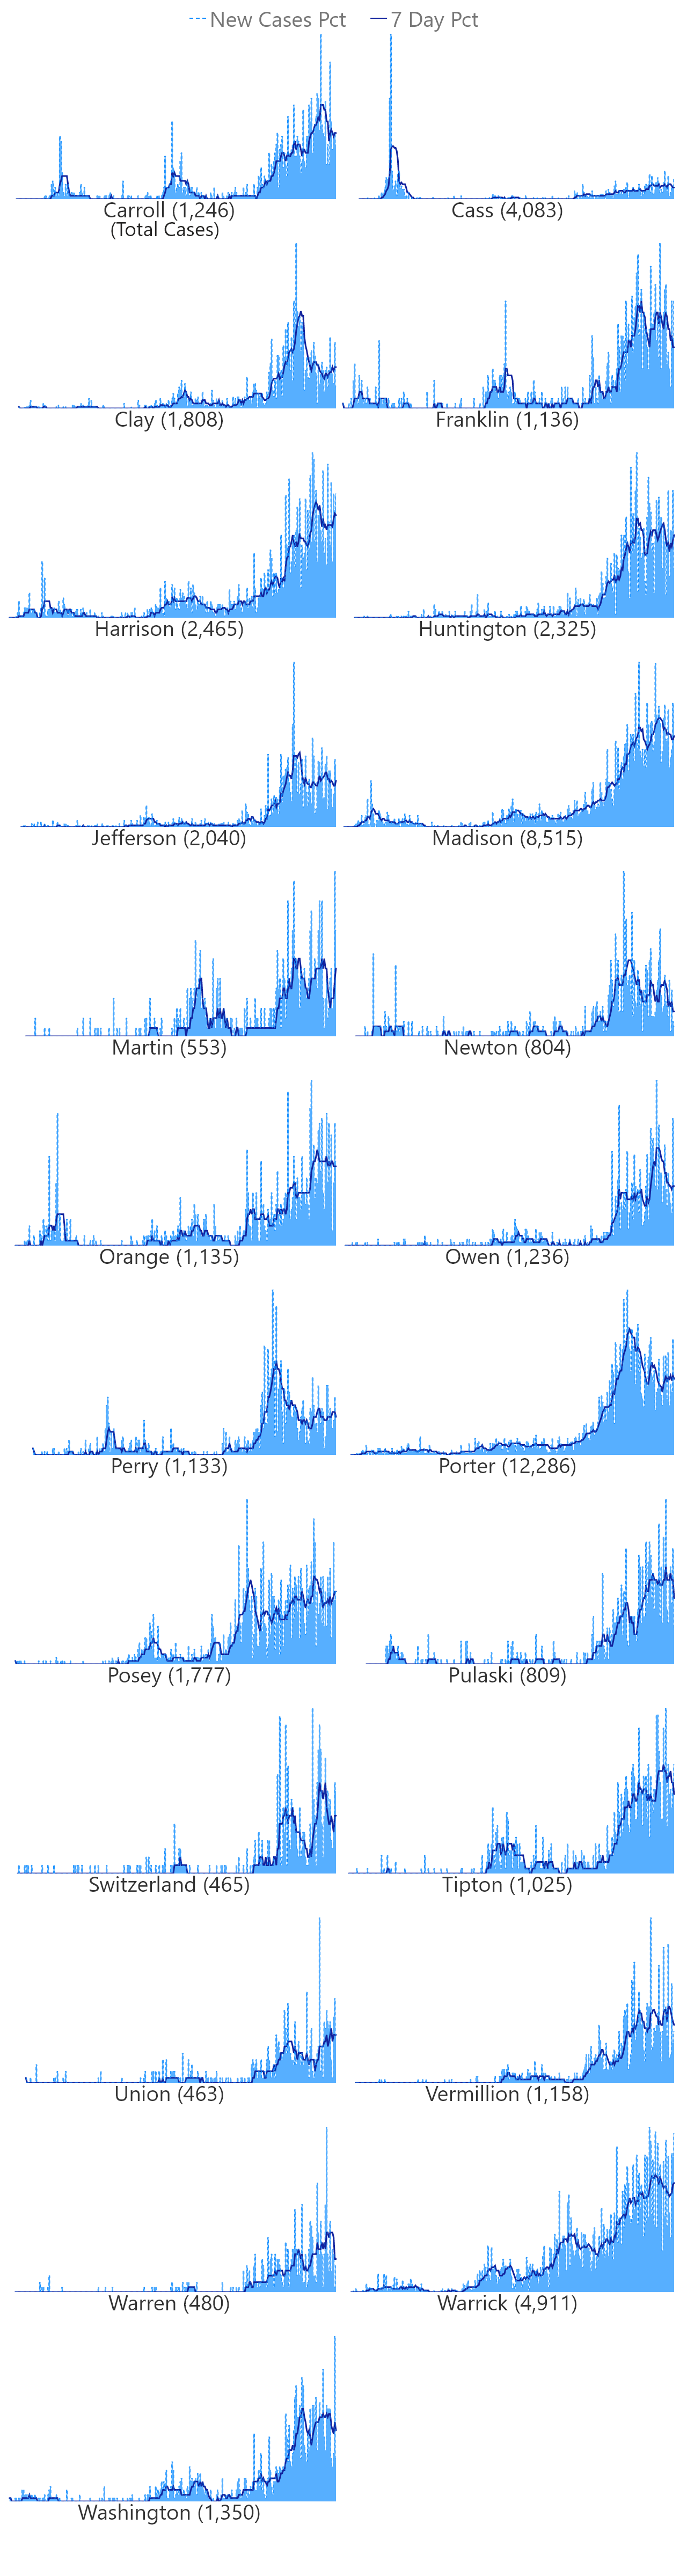 New Cases Pct 7 Day Pct
Carroll (1,246) Cass (4,083)
(Total Cases)
Clay (1,808) Franklin (1,136)
Harrison (2,465) Huntington (2,325)
Jefferson (2,040) Madison (8,515)
Martin (553) Newton (804)
Orange (1,135) Owen (1,236)
Perry (1,133) Porter (12,286)
Posey (1,777) Pulaski (809)
Switzerland (465) Tipton (1,025)
Union (463) Vermillion (1,158)
Warren (480) Warrick (4,911)
Washington (1,350)